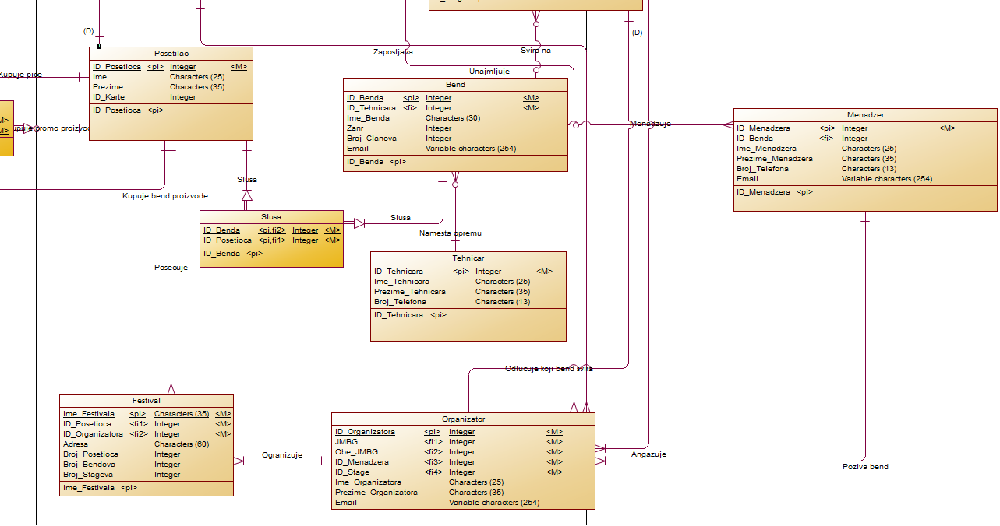 (D)
(D)
Zaposljava
Svira na
Unajmljuje
Kupuje pice
Posetilac
ID_Posetioca <pi> Integer <M>
Ime Characters (25)
Prezime Characters (35)
ID_Karte Integer
ID_Posetioca <pi>
M>
M>
promo proizvo
Bend
ID_Benda <pi> Integer <M>
ID_Tehnicara <fi> Integer <M>
Ime_Benda Characters (30)
Zanr Integer
Broj_Clanova Integer
Email Variable characters (254)
ID_Benda <pi>
Menadzuje
Menadzer
ID_Menadzera <pi> Integer <M>
ID_Benda <fi> Integer
Ime_Menadzera Characters (25)
Prezime_Menadzera Characters (35)
Broj_Telefona Characters (13)
Email Variable characters (254)
ID_Menadzera <pi>
Slusa
Kupuje bend proizvode
Slusa
ID_Benda <pi,fi2> Integer <M>
ID_Posetioca <pi,fi1> Integer <M>
ID_Benda <pi>
Slusa
Namesta opremu
Posecuje
Tehnicar
ID_Tehnicara <pi> Integer <M>
Ime_Tehnicara Characters (25)
Prezime_Tehnicara Characters (35)
Broj_Telefona Characters (13)
ID_Tehnicara <pi>
Odlucuje koji bend svira
Festival
Ime_Festivala <pi> Characters (35) <M>
ID_Posetioca <fi1> Integer <M>
ID_Organizatora <fi2> Integer <M>
Adresa Characters (60)
Broj_Posetioca Integer
Broj_Bendova Integer
Broj_Stageva Integer
Ime_Festivala <pi>
Ogranizuje
Organizator
ID_Organizatora <pi> Integer <M>
JMBG <fi1> Integer <M>
Obe_JMBG <fi2> Integer <M>
ID_Menadzera <fi3> Integer <M>
ID_Stage <fi4> Integer <M>
Ime_Organizatora Characters (25)
Prezime_Organizatora Characters (35)
Email Variable characters (254)
Angazuje
Poziva bend